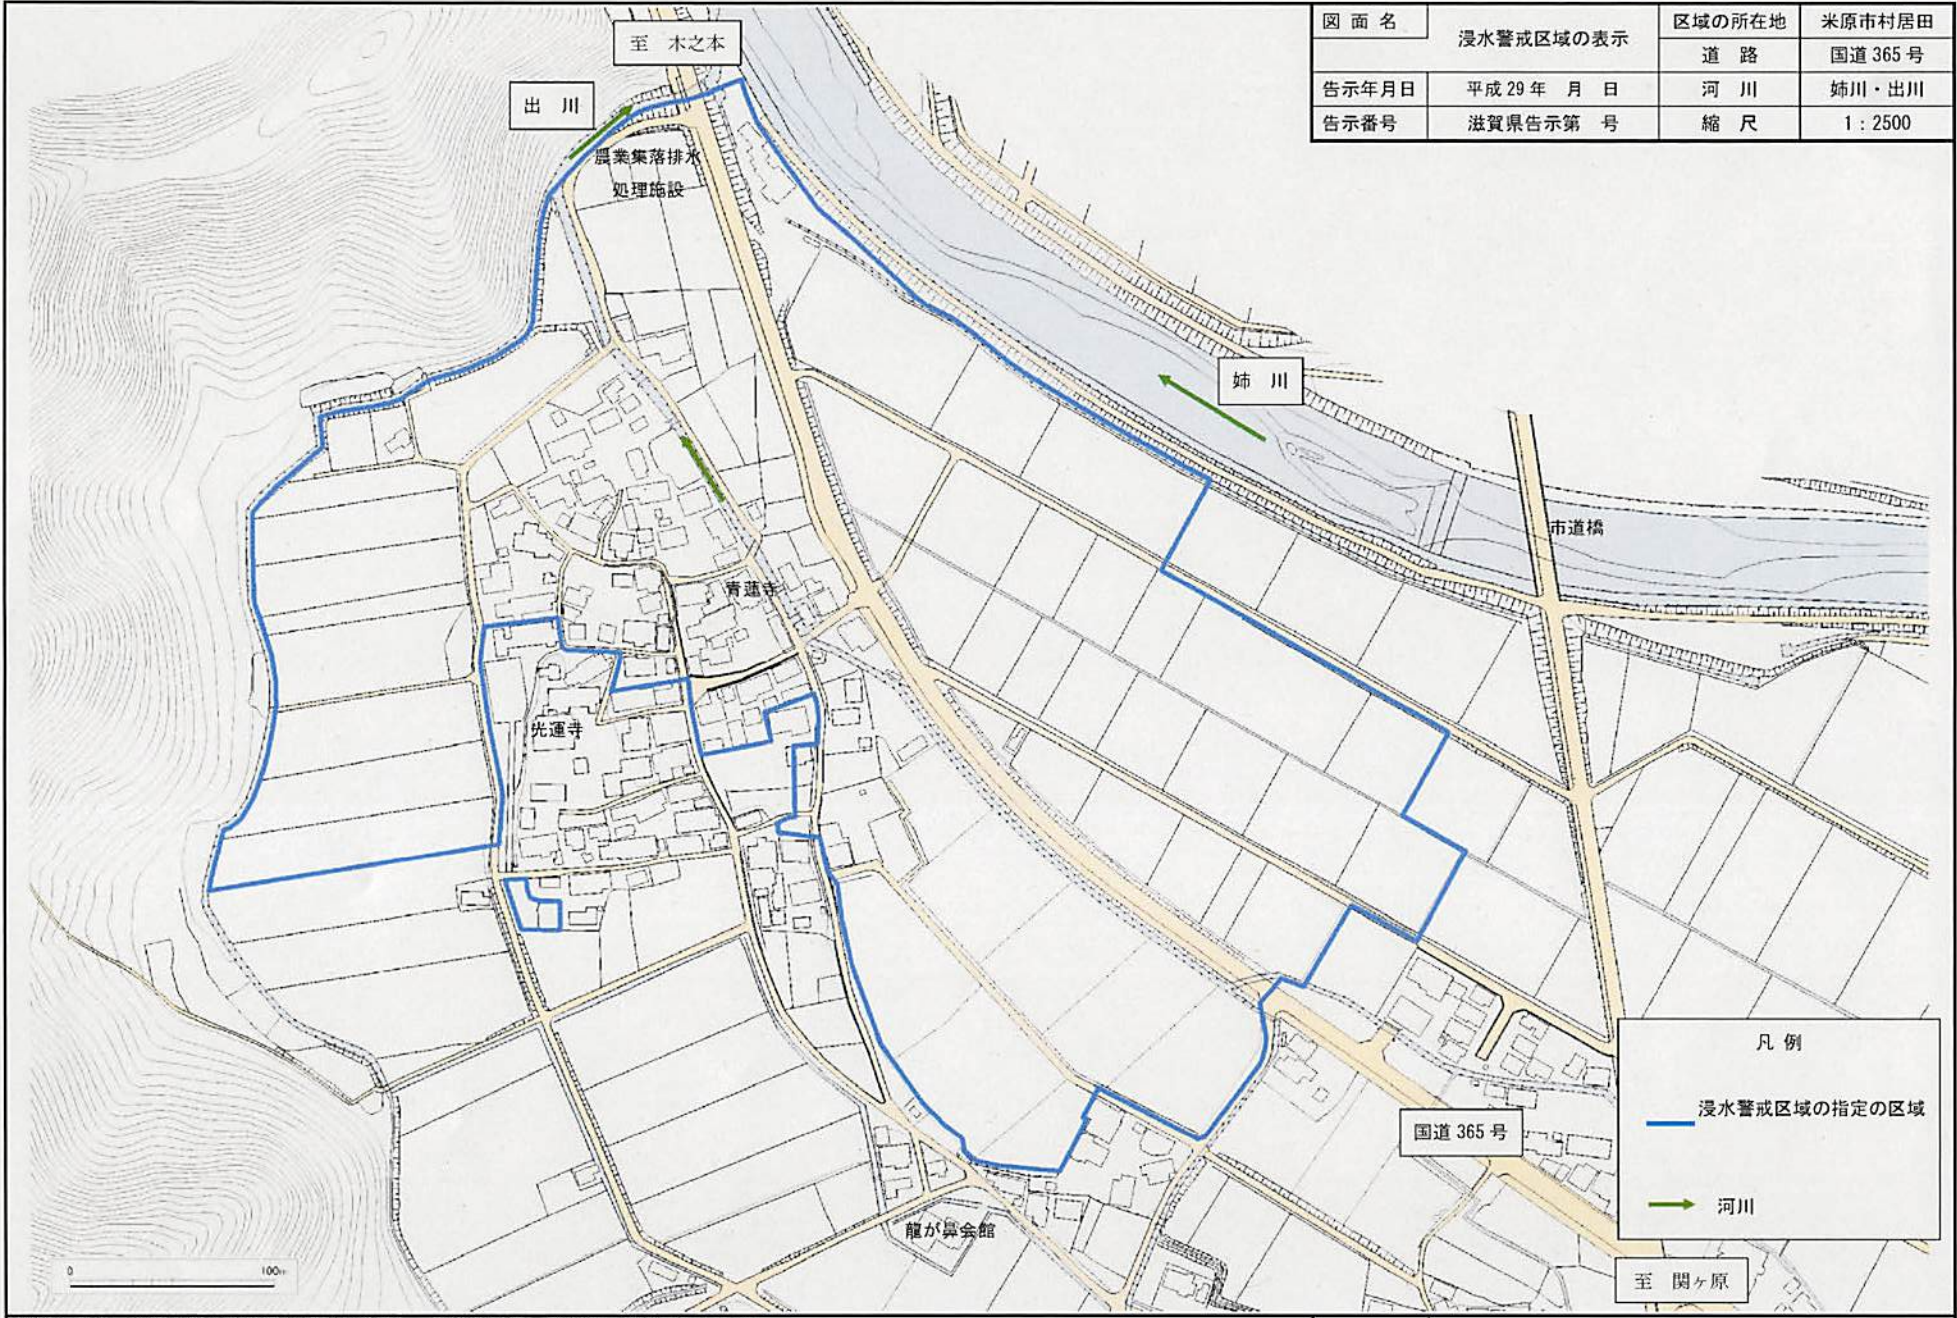 図面名
浸水警戒区域の表示
区域の所在地
米原市村居田
道路
国道365号
告示年月日
平成29年 月 日
河川
姉川・出川
告示番号
滋賀県告示第 号
縮尺
1:2500
至 木之本
出 川
農業集落排水
処理施設
姉 川
市道橋
青蓮寺
光運寺
国道365号
龍が鼻会館
凡例
浸水警戒区域の指定の区域
河川
至 関ヶ原
0
100m